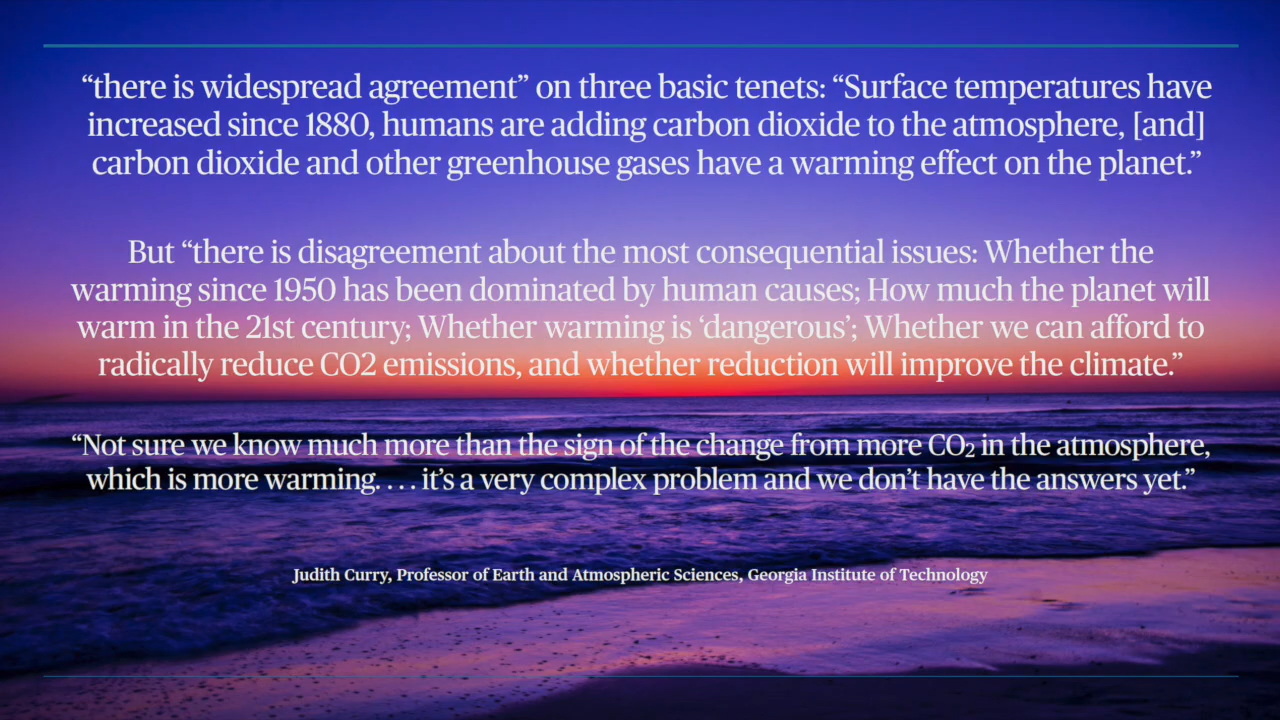 “there is widespread agreement” on three basic tenets: “Surface temperatures have
increased since 1880, humans are adding carbon dioxide to the atmosphere, [and]
carbon dioxide and other greenhouse gases have a warming effect on the planet.”
But “there is disagreement about the most consequential issues: Whether the
warming since 1950 has been dominated by human causes; How much the planet will
warm in the 21st century; Whether warming is ‘dangerous’; Whether we can afford to
radically reduce CO2 emissions, and whether reduction will improve the climate.”
“Not sure we know much more than the sign of the change from more CO₂ in the atmosphere,
which is more warming. . . . it’s a very complex problem and we don’t have the answers yet.”
Judith Curry, Professor of Earth and Atmospheric Sciences, Georgia Institute of Technology